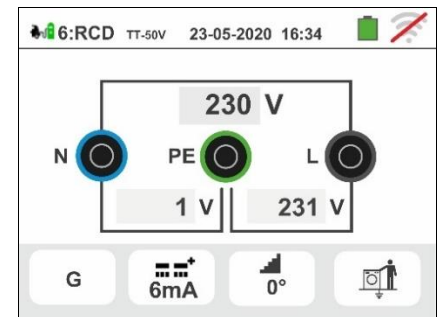 6:RCD TT-50V 23-05-2020 16:34
230 V
N PE L
1 V 231 V
G 6mA 0°